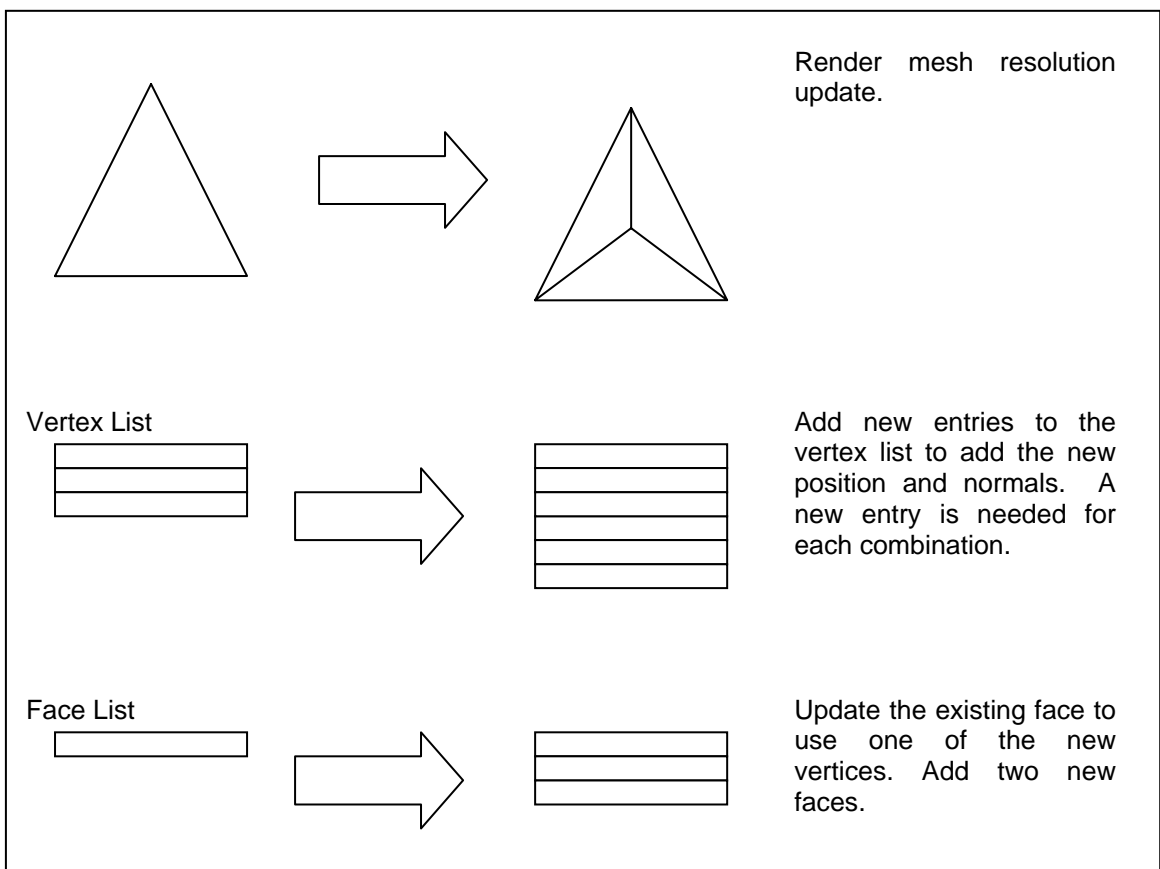 Render mesh resolution
update.
Vertex List
Add new entries to the
vertex list to add the new
position and normals. A
new entry is needed for
each combination.
Face List
Update the existing face to
use one of the new
vertices. Add two new
faces.